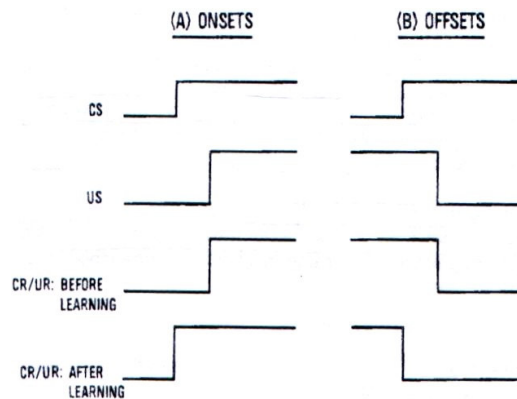 (A) ONSETS
(B) OFFSETS
CS
US
CR/UR: BEFORE
LEARNING
CR/UR: AFTER
LEARNING